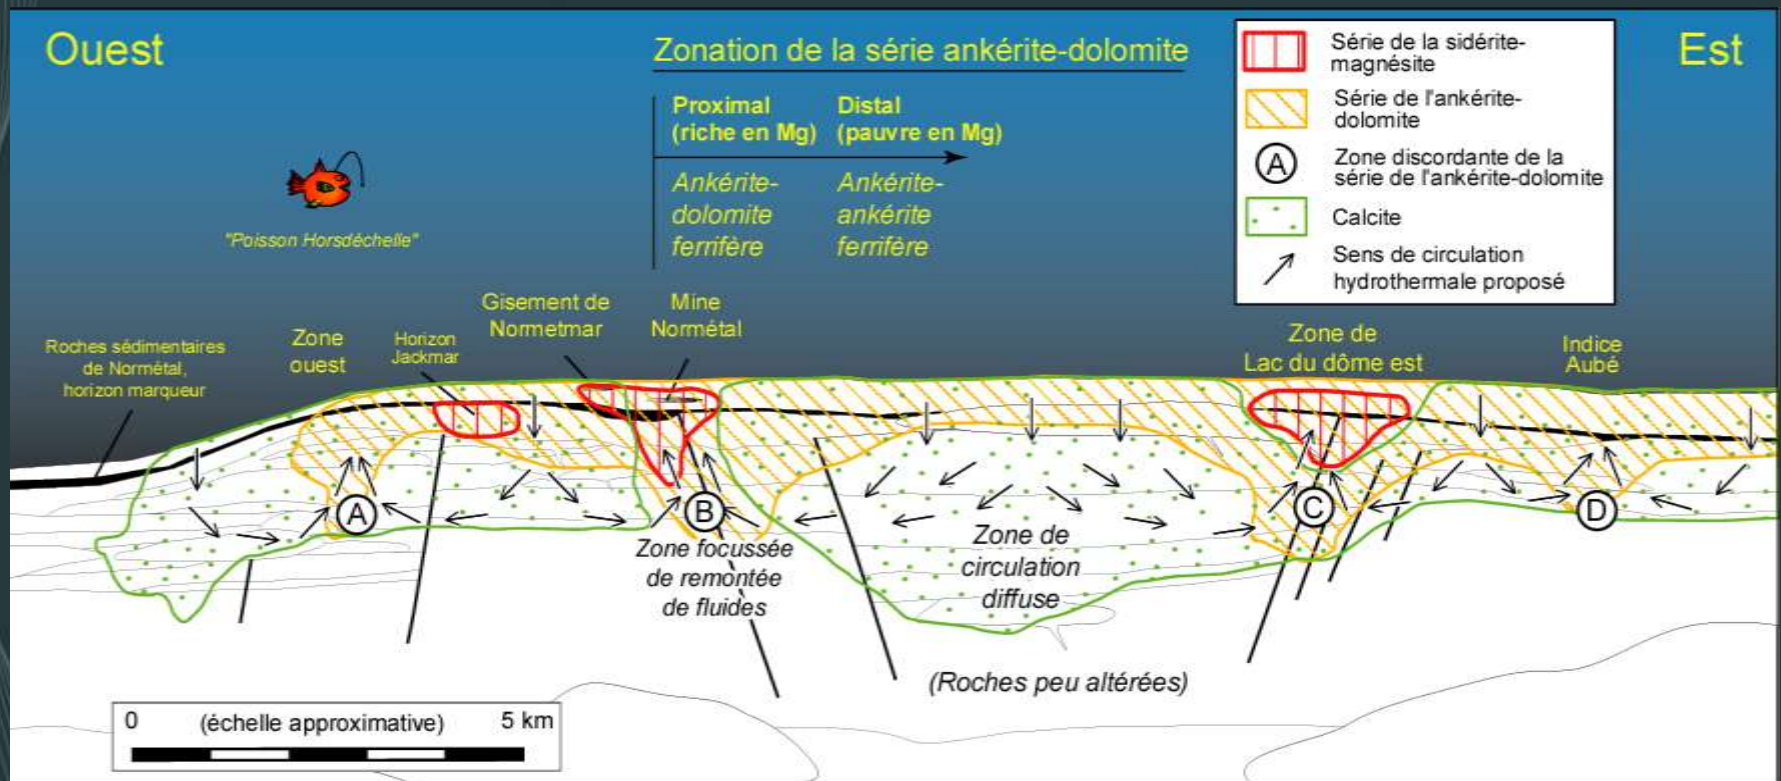 Ouest
Zonation de la série ankérite-dolomite
Est
Proximal
(riche en Mg)
Distal
(pauvre en Mg)
Ankérite-
dolomite
ferrifère
Ankérite-
ankérite
ferrifère
Série de la sidérite-
magnésite
Série de l'ankérite-
dolomite
A
Zone discordante de la
série de l'ankérite-dolomite
Calcite
Sens de circulation
hydrothermale proposé
"Poisson Horsdéchelle"
Roches sédimentaires
de Normétal,
horizon marqueur
Zone
ouest
Horizon
Jackmar
Gisement de
Normetmar
Mine
Normétal
Zone de
Lac du dôme est
Indice
Aubé
A
B
C
D
Zone focussée
de remontée
de fluides
Zone de
circulation
diffuse
(Roches peu altérées)
0 (échelle approximative) 5 km